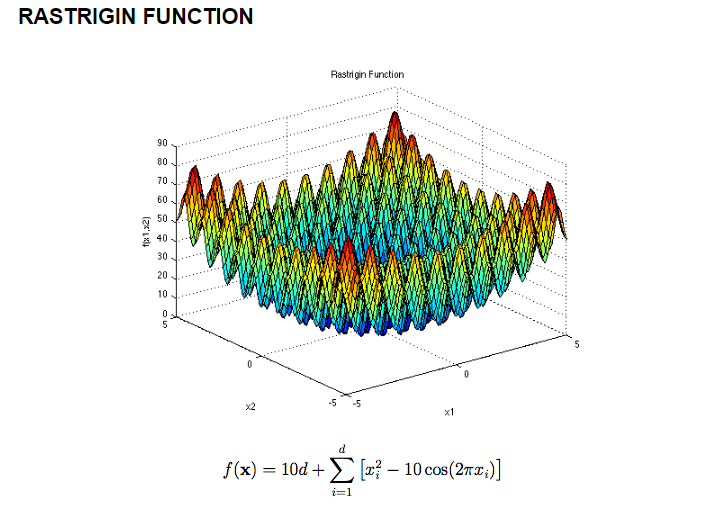 RASTRIGIN FUNCTION
Rastrigin Function
90
80
70
60
50
40
30
20
10
0
f(x1,x2)
5
0
-5
x2
-5
0
5
x1
f(x) = 10d + ∑_{i=1}^{d} [x_i^2 − 10 cos(2πx_i)]